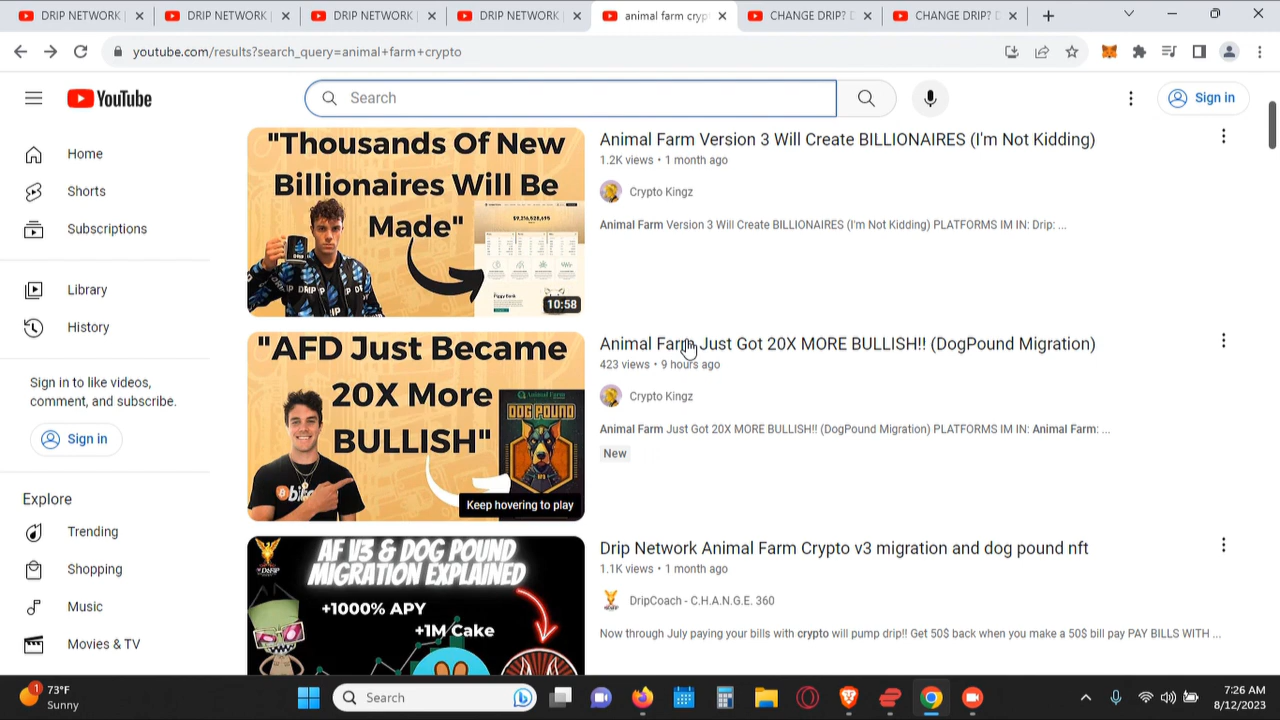 DRIP NETWORK
DRIP NETWORK
DRIP NETWORK
DRIP NETWORK
animal farm cryp
CHANGE DRIP?
CHANGE DRIP?
youtube.com/results?search_query=animal+farm+crypto
YouTube
Search
Sign in
Home
Shorts
Subscriptions
Library
History
Sign in to like videos,
comment, and subscribe.
Sign in
Explore
Trending
Shopping
Music
Movies & TV
"Thousands Of New
Billionaires Will Be
Made"
DRIP
$9,216,528,695
Piggy Bank
10:58
Animal Farm Version 3 Will Create BILLIONAIRES (I'm Not Kidding)
1.2K views • 1 month ago
Crypto Kingz
Animal Farm Version 3 Will Create BILLIONAIRES (I'm Not Kidding) PLATFORMS IM IN: Drip: ...
"AFD Just Became
20X More
BULLISH"
Animal Farm
DOG POUND
Keep hovering to play
Animal Farm Just Got 20X MORE BULLISH!! (DogPound Migration)
423 views • 9 hours ago
Crypto Kingz
Animal Farm Just Got 20X MORE BULLISH!! (DogPound Migration) PLATFORMS IM IN: Animal Farm: ...
New
AF V3 & DOG POUND
MIGRATION EXPLAINED
+1000% APY
+1M Cake
Drip Network Animal Farm Crypto v3 migration and dog pound nft
1.1K views • 1 month ago
DripCoach - C.H.A.N.G.E. 360
Now through July paying your bills with crypto will pump drip!! Get 50$ back when you make a 50$ bill pay PAY BILLS WITH ...
1
73°F
Sunny
Search
7:26 AM
8/12/2023